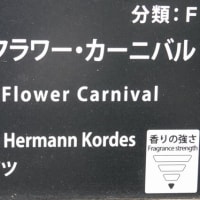 分類：F
フラワー・カーニバル
Flower Carnival
Hermann Kordes
ツ
香りの強さ
Fragrance strength